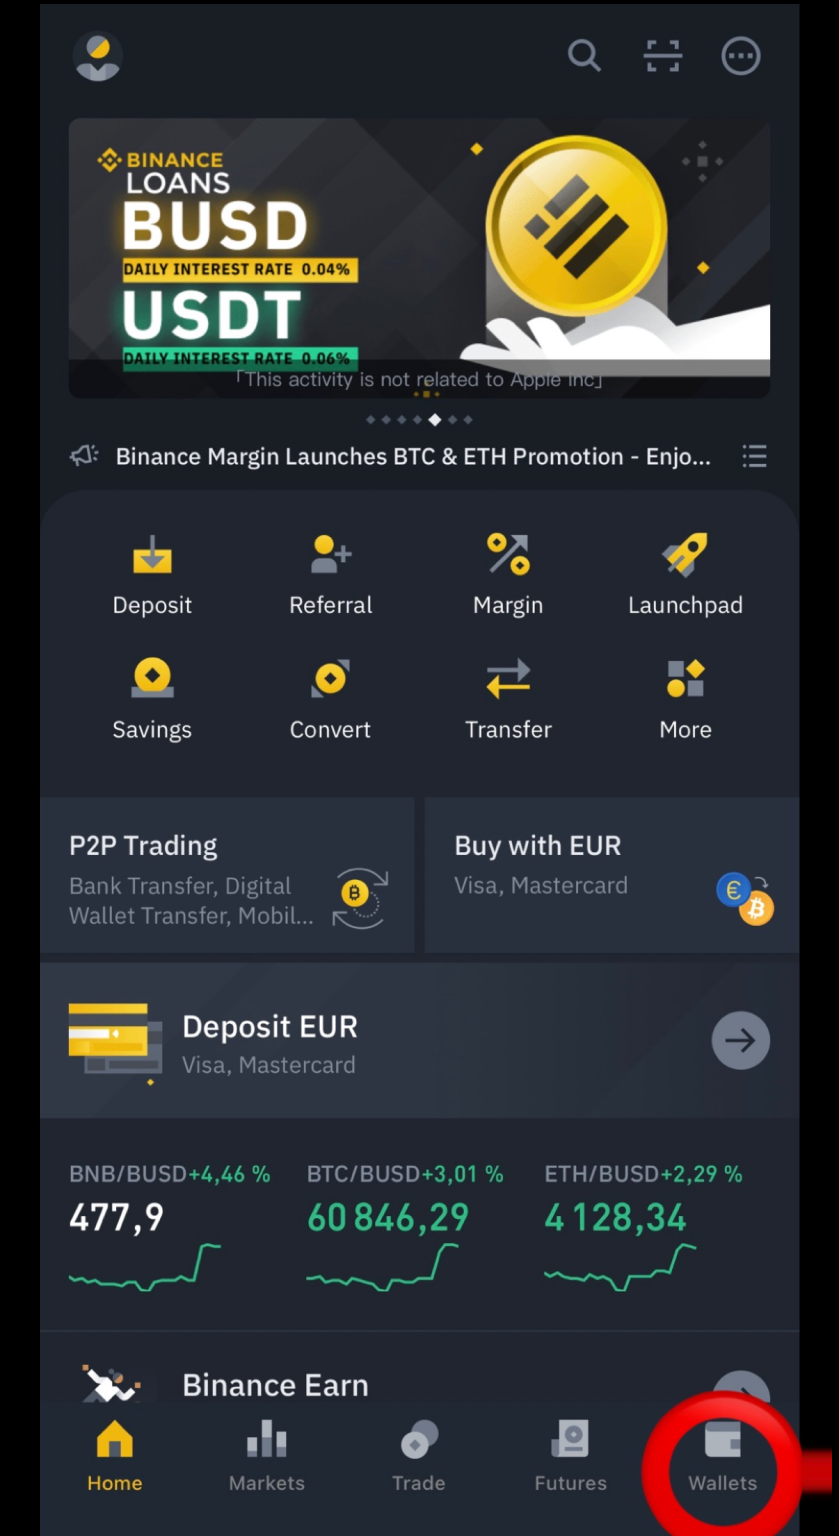 BINANCE
LOANS
BUSD
DAILY INTEREST RATE 0.04%
USDT
DAILY INTEREST RATE 0.06%
「This activity is not related to Apple Inc」
Binance Margin Launches BTC & ETH Promotion - Enjo...
Deposit
Referral
Margin
Launchpad
Savings
Convert
Transfer
More
P2P Trading
Bank Transfer, Digital
Wallet Transfer, Mobil...
Buy with EUR
Visa, Mastercard
Deposit EUR
Visa, Mastercard
BNB/BUSD+4,46 %
477,9
BTC/BUSD+3,01 %
60 846,29
ETH/BUSD+2,29 %
4 128,34
Binance Earn
Home
Markets
Trade
Futures
Wallets